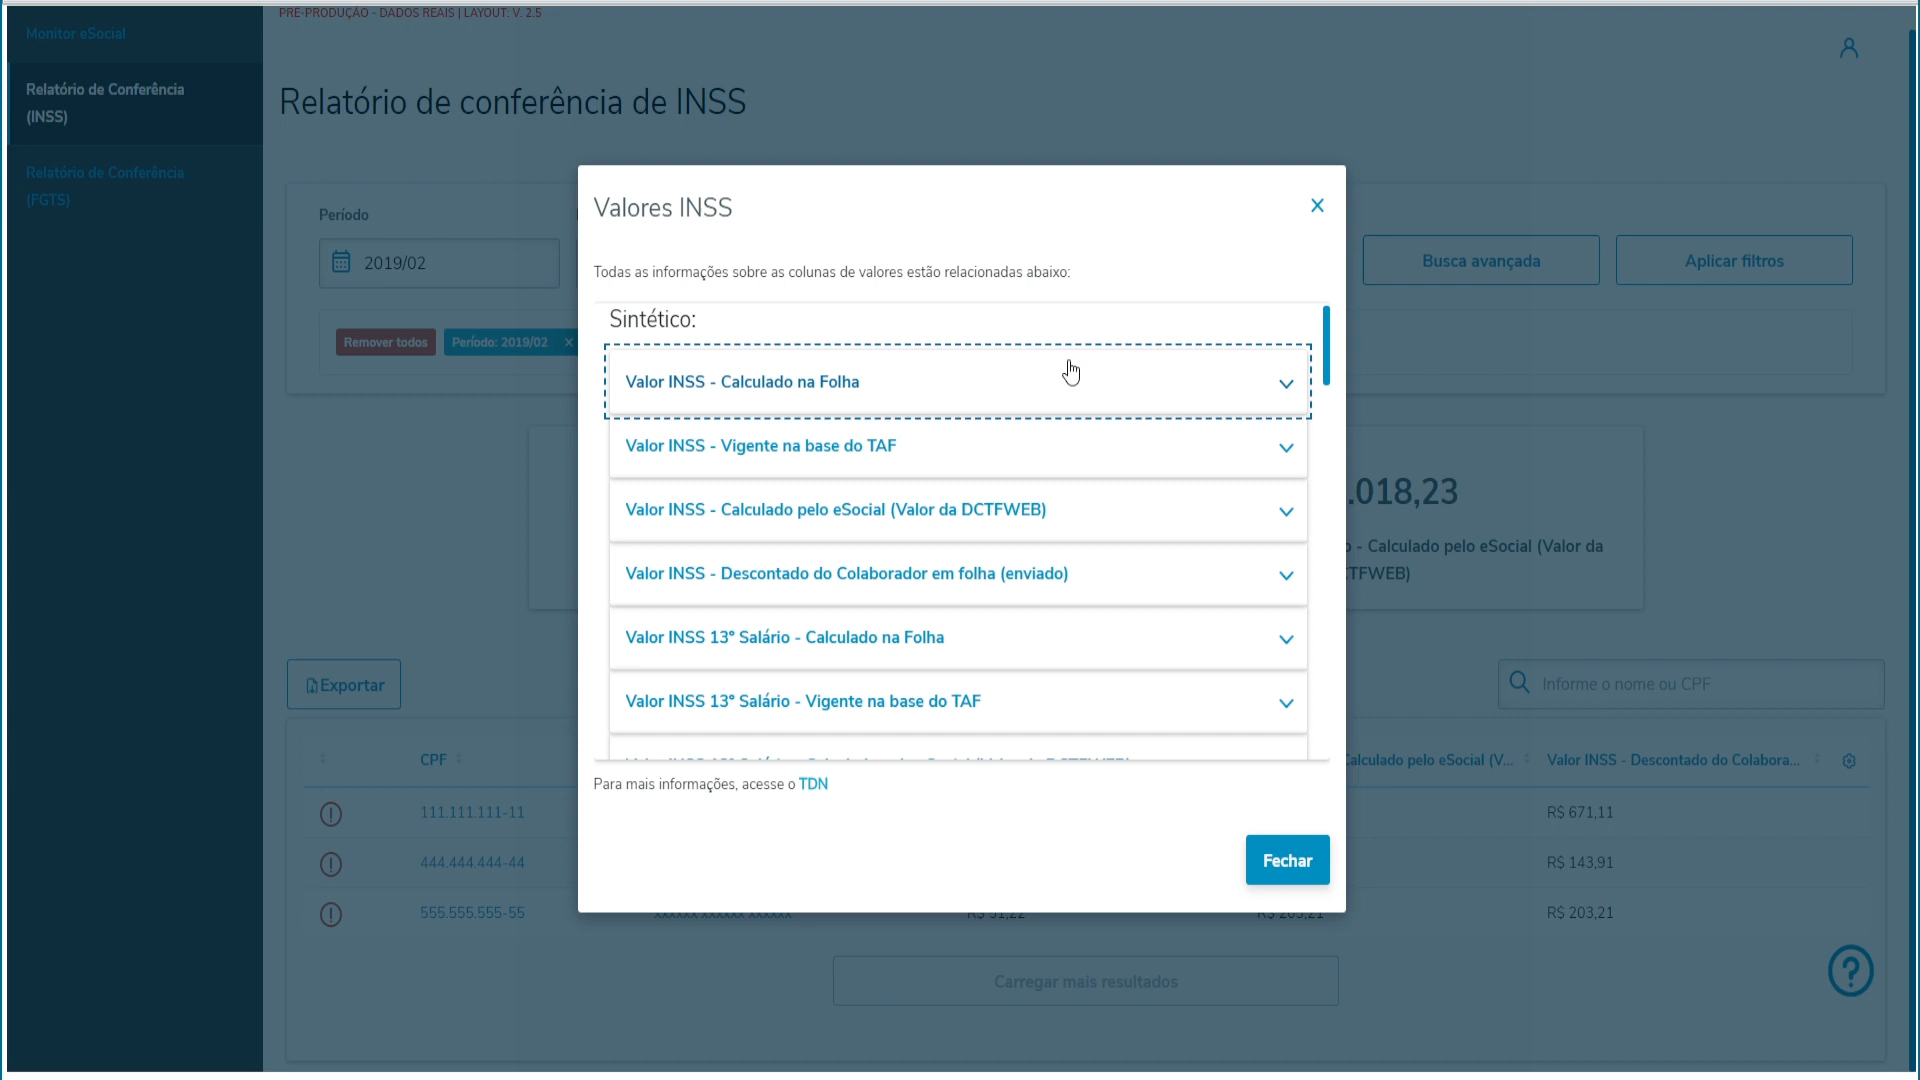 PRÉ-PRODUÇÃO - DADOS REAIS | LAYOUT: V. 2.5
Monitor eSocial
Relatório de Conferência
(INSS)
Relatório de Conferência
(FGTS)
Relatório de conferência de INSS
Período
2019/02
Busca avançada
Aplicar filtros
Remover todos
Período: 2019/02
Valores INSS
Todas as informações sobre as colunas de valores estão relacionadas abaixo:
Sintético:
Valor INSS - Calculado na Folha
Valor INSS - Vigente na base do TAF
Valor INSS - Calculado pelo eSocial (Valor da DCTFWEB)
Valor INSS - Descontado do Colaborador em folha (enviado)
Valor INSS 13º Salário - Calculado na Folha
Valor INSS 13º Salário - Vigente na base do TAF
Para mais informações, acesse o TDN
Fechar
.018,23
- Calculado pelo eSocial (Valor da
CTFWEB)
Exportar
Informe o nome ou CPF
CPF
Calculado pelo eSocial (V...
Valor INSS - Descontado do Colabora...
111.111.111-11
R$ 671,11
444.444.444-44
R$ 143,91
555.555.555-55
R$ 203,21
Carregar mais resultados